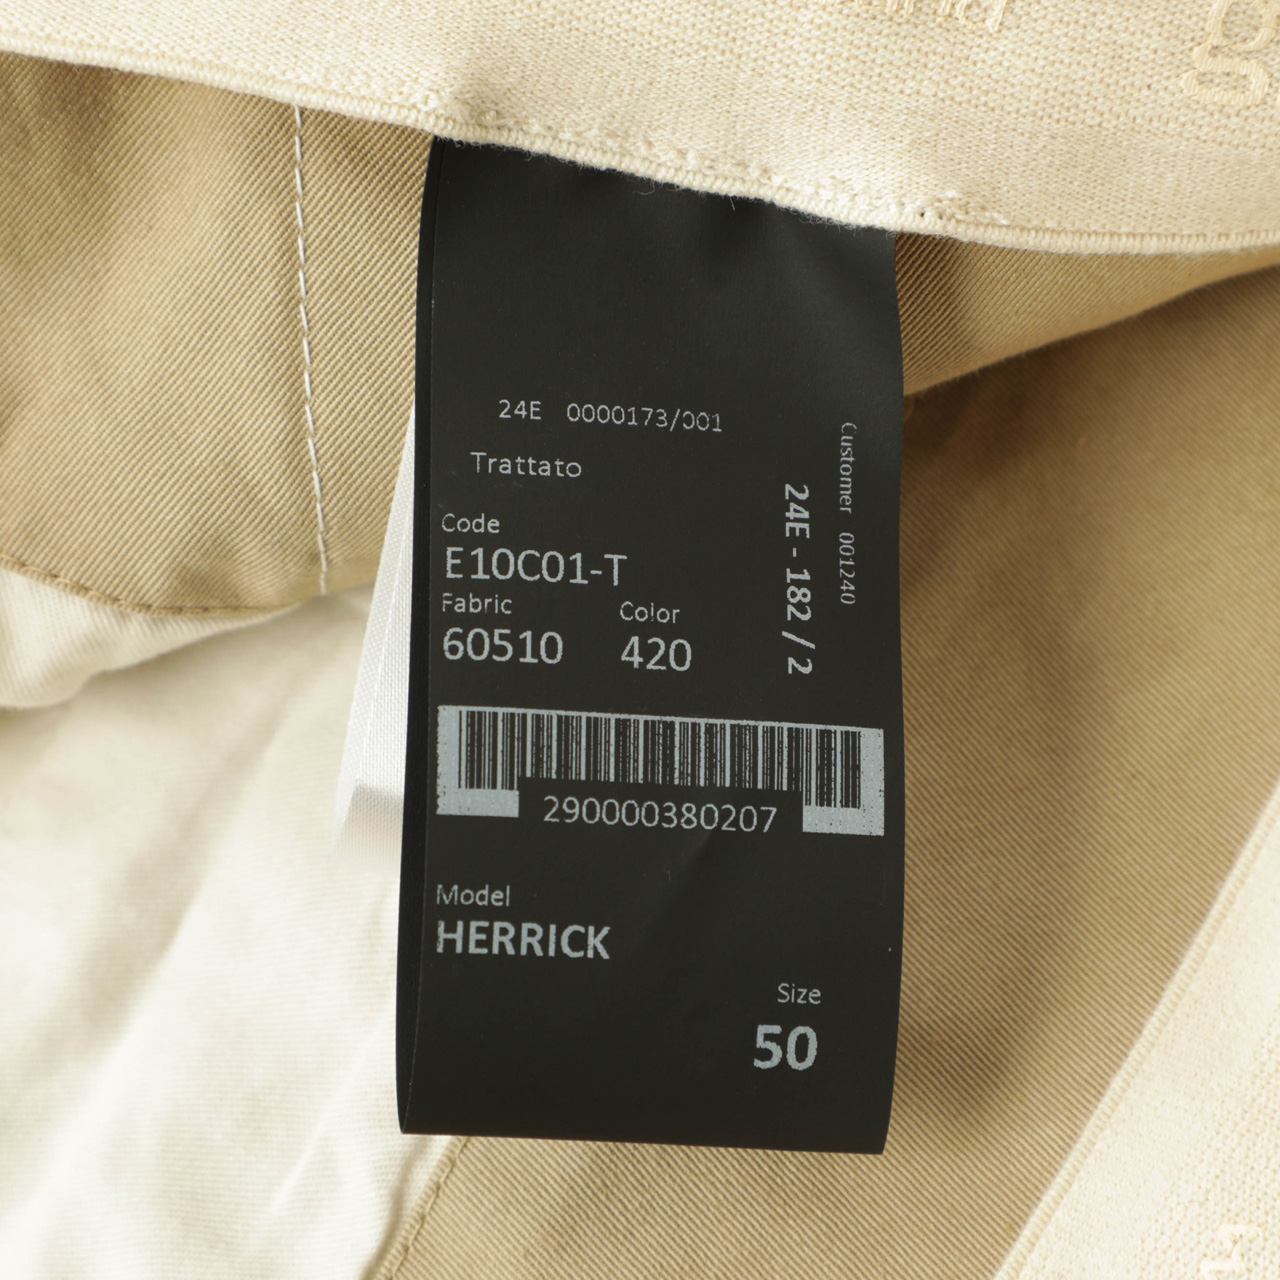 24E 0000173/001
Trattato
Code
E10C01-T
Fabric Color
60510 420
24E - 182 / 2
Customer 001240
290000380207
Model
HERRICK
Size
50